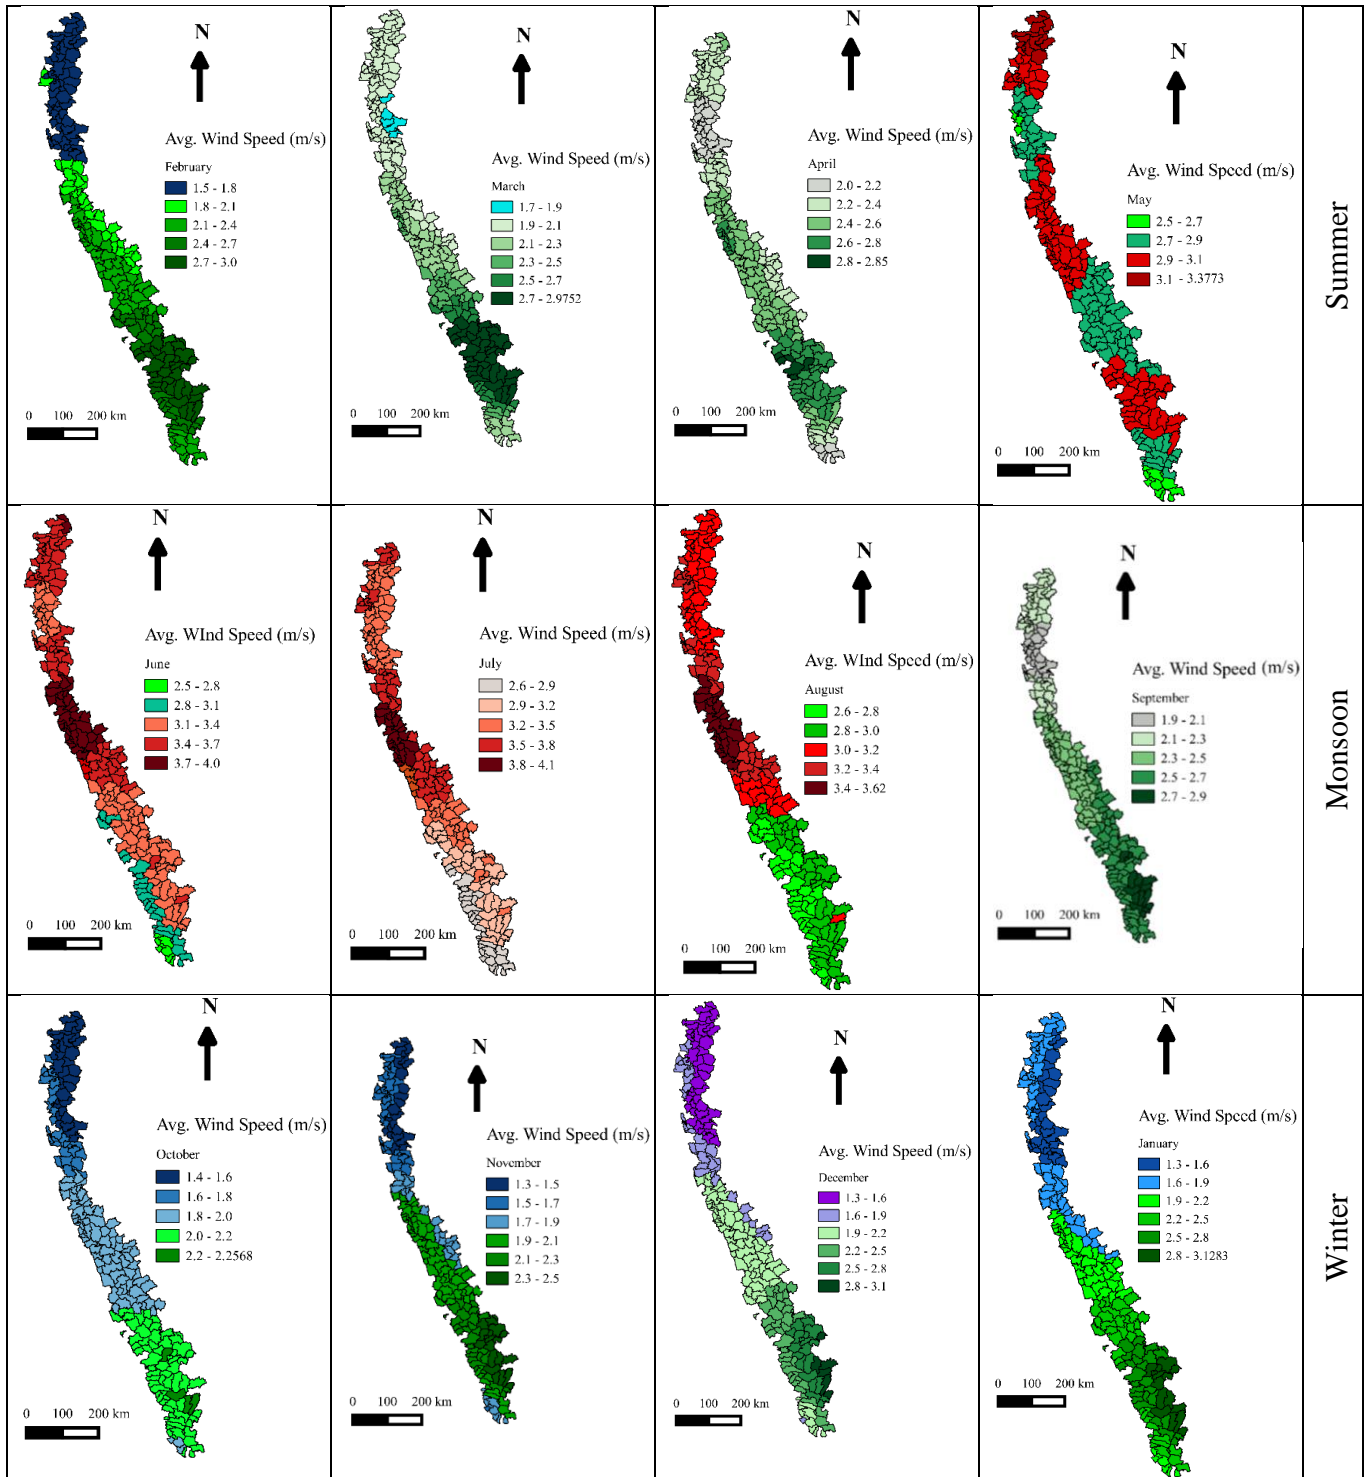 N
Avg. Wind Speed (m/s)
February
1.5 - 1.8
1.8 - 2.1
2.1 - 2.4
2.4 - 2.7
2.7 - 3.0
0 100 200 km
N
Avg. Wind Speed (m/s)
March
1.7 - 1.9
1.9 - 2.1
2.1 - 2.3
2.3 - 2.5
2.5 - 2.7
2.7 - 2.9752
0 100 200 km
N
Avg. Wind Speed (m/s)
April
2.0 - 2.2
2.2 - 2.4
2.4 - 2.6
2.6 - 2.8
2.8 - 2.85
0 100 200 km
N
Avg. Wind Speed (m/s)
May
2.5 - 2.7
2.7 - 2.9
2.9 - 3.1
3.1 - 3.3773
0 100 200 km
Summer
N
Avg. WInd Speed (m/s)
June
2.5 - 2.8
2.8 - 3.1
3.1 - 3.4
3.4 - 3.7
3.7 - 4.0
0 100 200 km
N
Avg. Wind Speed (m/s)
July
2.6 - 2.9
2.9 - 3.2
3.2 - 3.5
3.5 - 3.8
3.8 - 4.1
0 100 200 km
N
Avg. WInd Speed (m/s)
August
2.6 - 2.8
2.8 - 3.0
3.0 - 3.2
3.2 - 3.4
3.4 - 3.62
0 100 200 km
N
Avg. Wind Speed (m/s)
September
1.9 - 2.1
2.1 - 2.3
2.3 - 2.5
2.5 - 2.7
2.7 - 2.9
0 100 200 km
Monsoon
N
Avg. Wind Speed (m/s)
October
1.4 - 1.6
1.6 - 1.8
1.8 - 2.0
2.0 - 2.2
2.2 - 2.2568
0 100 200 km
N
Avg. Wind Speed (m/s)
November
1.3 - 1.5
1.5 - 1.7
1.7 - 1.9
1.9 - 2.1
2.1 - 2.3
2.3 - 2.5
0 100 200 km
N
Avg. Wind Speed (m/s)
December
1.3 - 1.6
1.6 - 1.9
1.9 - 2.2
2.2 - 2.5
2.5 - 2.8
2.8 - 3.1
0 100 200 km
N
Avg. Wind Speed (m/s)
January
1.3 - 1.6
1.6 - 1.9
1.9 - 2.2
2.2 - 2.5
2.5 - 2.8
2.8 - 3.1283
0 100 200 km
Winter